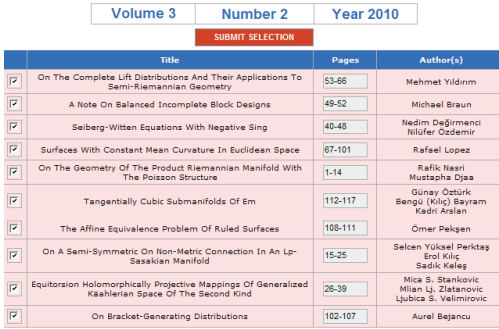 Volume 3 Number 2 Year 2010
SUBMIT SELECTION
Title Pages Author(s)
On The Complete Lift Distributions And Their Applications To
Semi-Riemannian Geometry
53-66
Mehmet Yıldırım
A Note On Balanced Incomplete Block Designs 49-52 Michael Braun
Seiberg-Witten Equations With Negative Sing
40-48
Nedim Değirmenci
Nilüfer Özdemir
Surfaces With Constant Mean Curvature In Euclidean Space 67-101 Rafael Lopez
On The Geometry Of The Product Riemannian Manifold With
The Poisson Structure
1-14
Rafik Nasri
Mustapha Djaa
Tangentially Cubic Submanifolds Of Em
112-117
Günay Öztürk
Bengü (Kılıç) Bayram
Kadri Arslan
The Affine Equivalence Problem Of Ruled Surfaces 108-111 Ömer Pekşen
On A Semi-Symmetric On Non-Metric Connection In An Lp-
Sasakian Manifold
15-25
Selcen Yüksel Perktaş
Erol Kılıç
Sadık Keleş
Equitorsion Holomorphically Projective Mappings Of Generalized
Käahlerian Space Of The Second Kind
26-39
Mica S. Stankovic
Mlian Lj. Zlatanovic
Ljubica S. Velimirovic
On Bracket-Generating Distributions 102-107 Aurel Bejancu